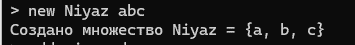 > new Niyaz abc
Создано множество Niyaz = {a, b, c}